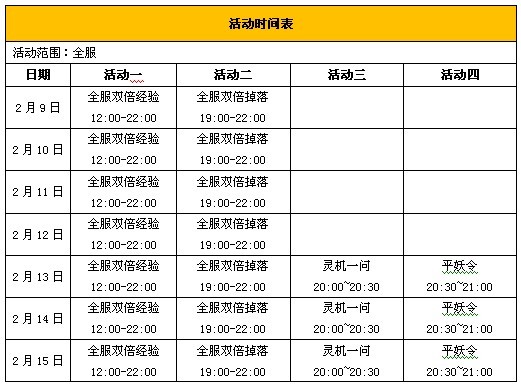 活动时间表
活动范围：全服
日期 活动一 活动二 活动三 活动四
2月9日 全服双倍经验 全服双倍掉落
12:00-22:00 19:00-22:00
2月10日 全服双倍经验 全服双倍掉落
12:00-22:00 19:00-22:00
2月11日 全服双倍经验 全服双倍掉落
12:00-22:00 19:00-22:00
2月12日 全服双倍经验 全服双倍掉落
12:00-22:00 19:00-22:00
2月13日 全服双倍经验 全服双倍掉落 灵机一问 平妖令
12:00-22:00 19:00-22:00 20:00~20:30 20:30~21:00
2月14日 全服双倍经验 全服双倍掉落 灵机一问 平妖令
12:00-22:00 19:00-22:00 20:00~20:30 20:30~21:00
2月15日 全服双倍经验 全服双倍掉落 灵机一问 平妖令
12:00-22:00 19:00-22:00 20:00~20:30 20:30~21:00